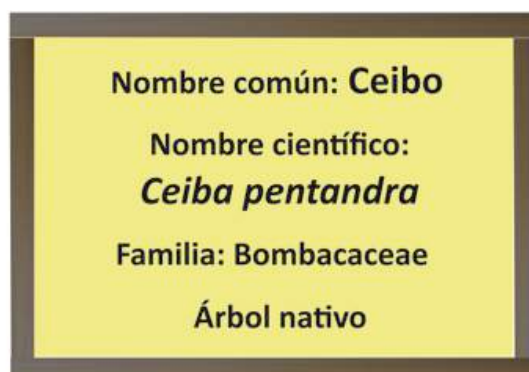 Nombre común: Ceibo
Nombre científico:
Ceiba pentandra
Familia: Bombacaceae
Árbol nativo